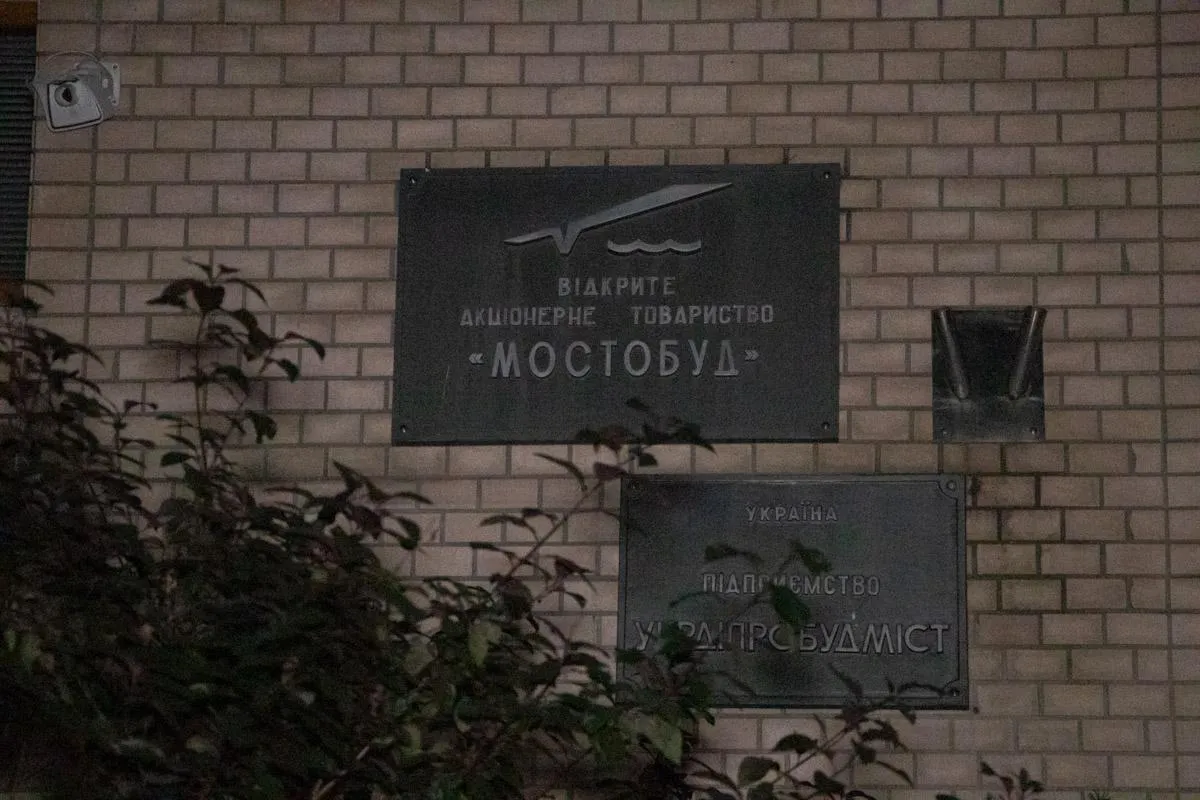 ВІДКРИТЕ
АКЦІОНЕРНЕ ТОВАРИСТВО
«МОСТОБУД»
УКРАЇНА
ПІДПРИЄМСТВО
УКРДІПРОБУДМІСТ